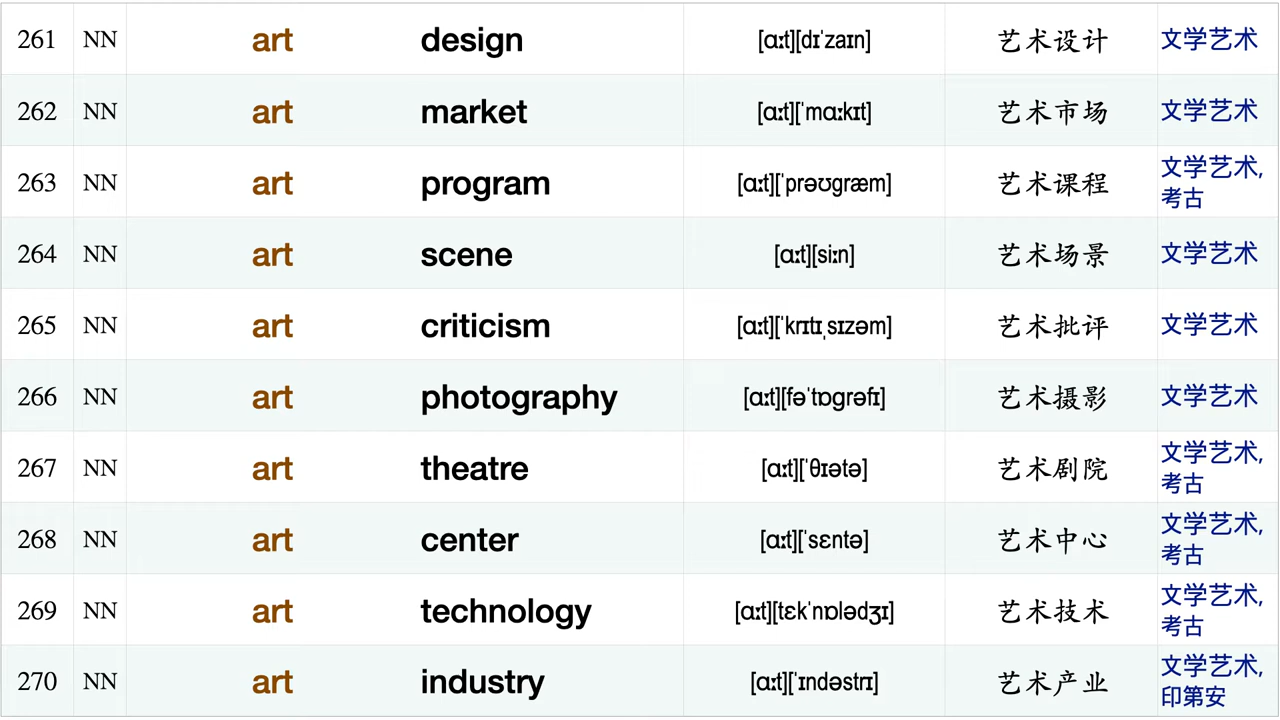 261 NN art design [ɑːt][dɪˈzaɪn] 艺术设计 文学艺术
262 NN art market [ɑːt][ˈmɑːkɪt] 艺术市场 文学艺术
263 NN art program [ɑːt][ˈprəʊɡræm] 艺术课程 文学艺术,
考古
264 NN art scene [ɑːt][siːn] 艺术场景 文学艺术
265 NN art criticism [ɑːt][ˈkrɪtɪˌsɪzəm] 艺术批评 文学艺术
266 NN art photography [ɑːt][fəˈtɒɡrəfɪ] 艺术摄影 文学艺术
267 NN art theatre [ɑːt][ˈθɪətə] 艺术剧院 文学艺术,
考古
268 NN art center [ɑːt][ˈsɛntə] 艺术中心 文学艺术,
考古
269 NN art technology [ɑːt][tɛkˈnɒlədʒɪ] 艺术技术 文学艺术,
考古
270 NN art industry [ɑːt][ˈɪndəstrɪ] 艺术产业 文学艺术,
印第安